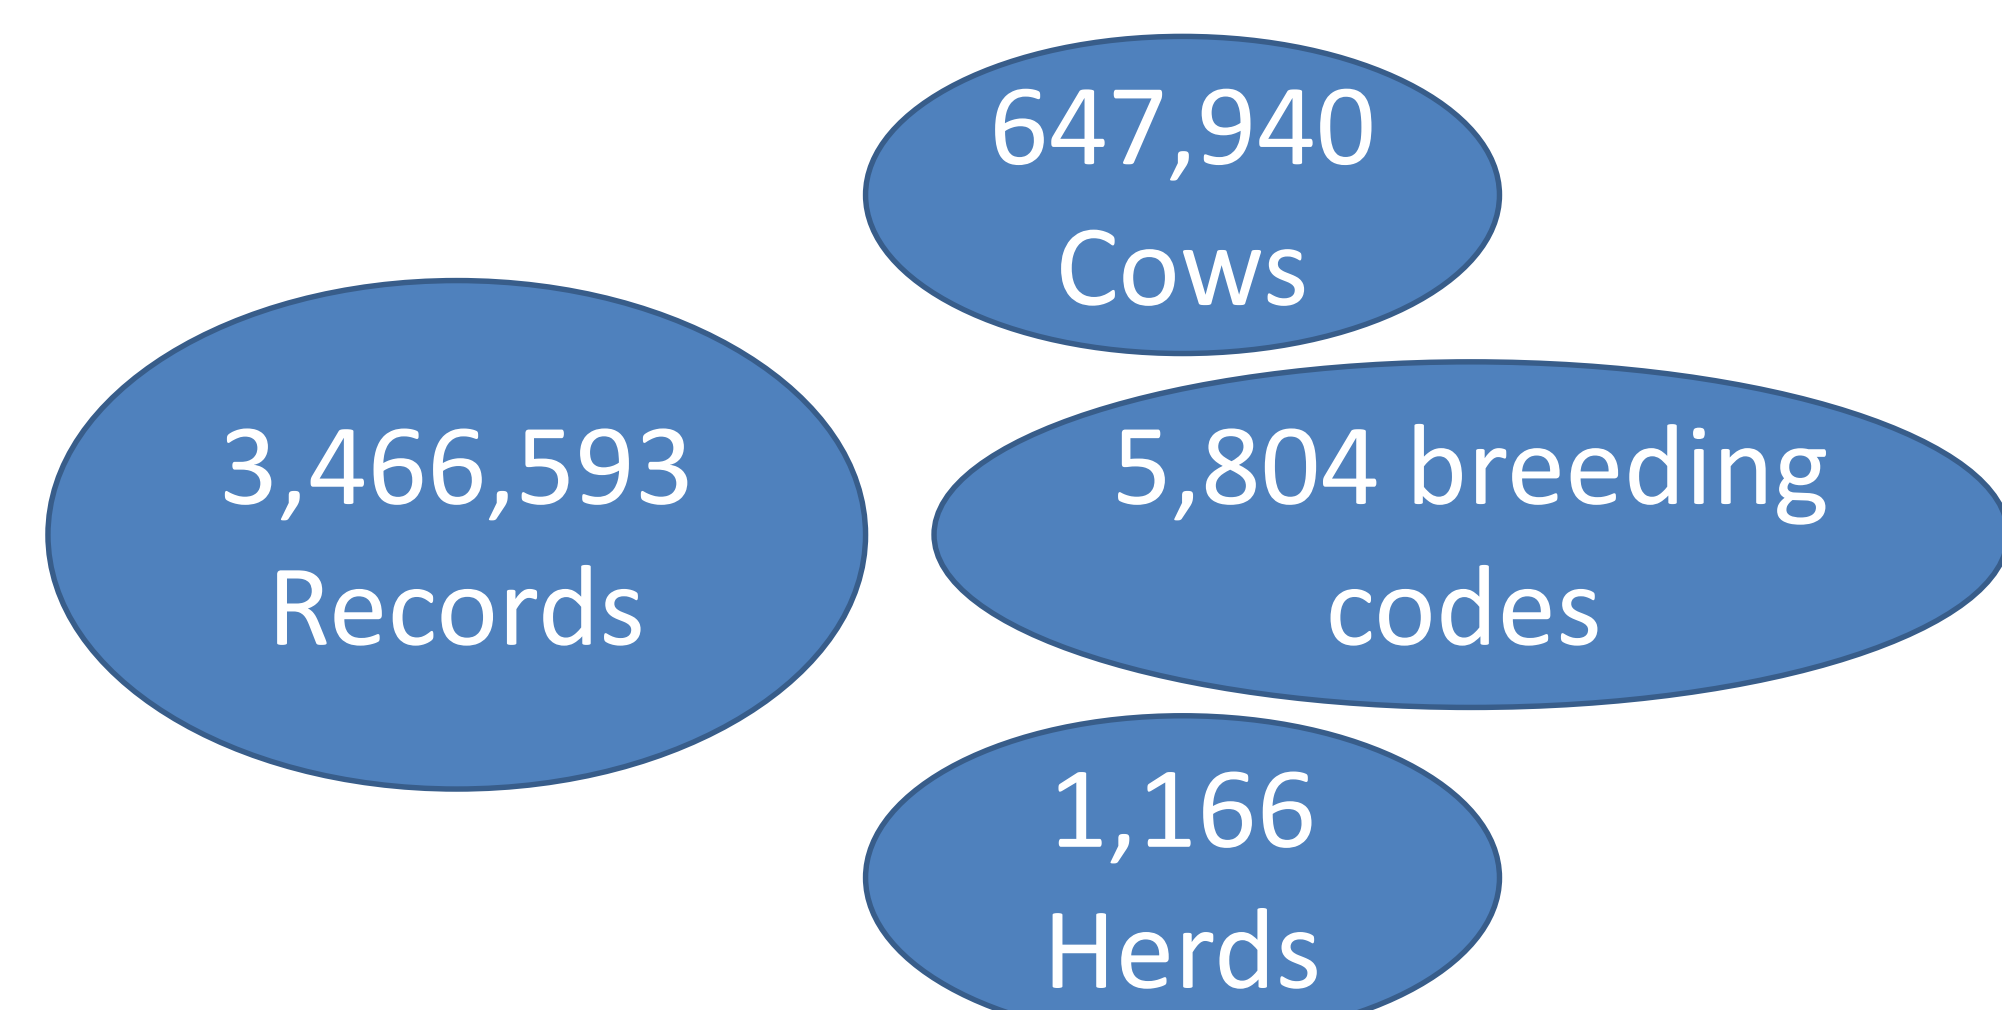 647,940
Cows
3,466,593
Records
5,804 breeding
codes
1,166
Herds